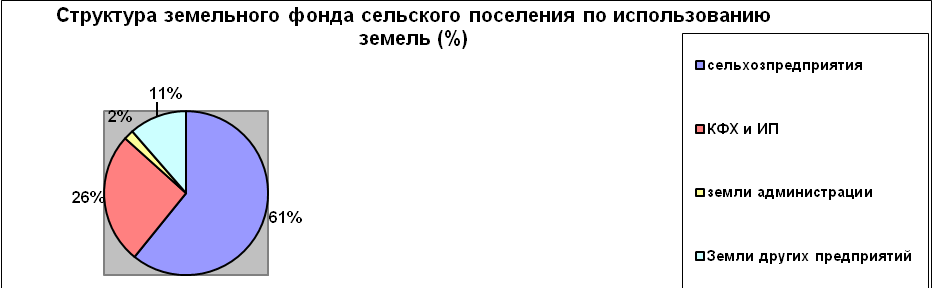 Структура земельного фонда сельского поселения по использованию
земель (%)
сельхозпредприятия
11%
2%
КФХ и ИП
26%
земли администрации
61%
Земли других предприятий